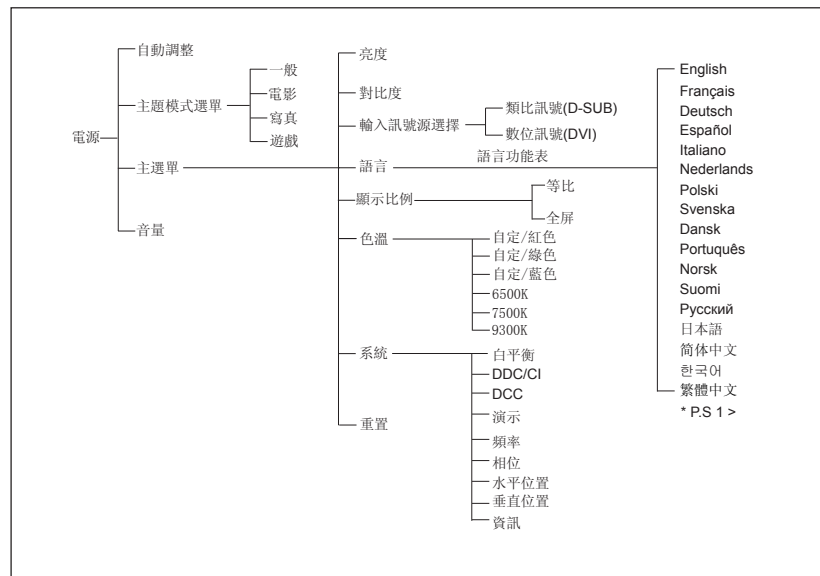 電源
自動調整
主題模式選單
一般
電影
寫真
遊戲
主選單
音量
亮度
對比度
輸入訊號源選擇
類比訊號(D-SUB)
數位訊號(DVI)
語言
語言功能表
顯示比例
等比
全屏
色溫
自定/紅色
自定/綠色
自定/藍色
6500K
7500K
9300K
系統
白平衡
DDC/CI
DCC
演示
頻率
相位
水平位置
垂直位置
資訊
重置
English
Français
Deutsch
Español
Italiano
Nederlands
Polski
Svenska
Dansk
Português
Norsk
Suomi
Русский
日本語
简体中文
한국어
繁體中文
* P.S 1 >